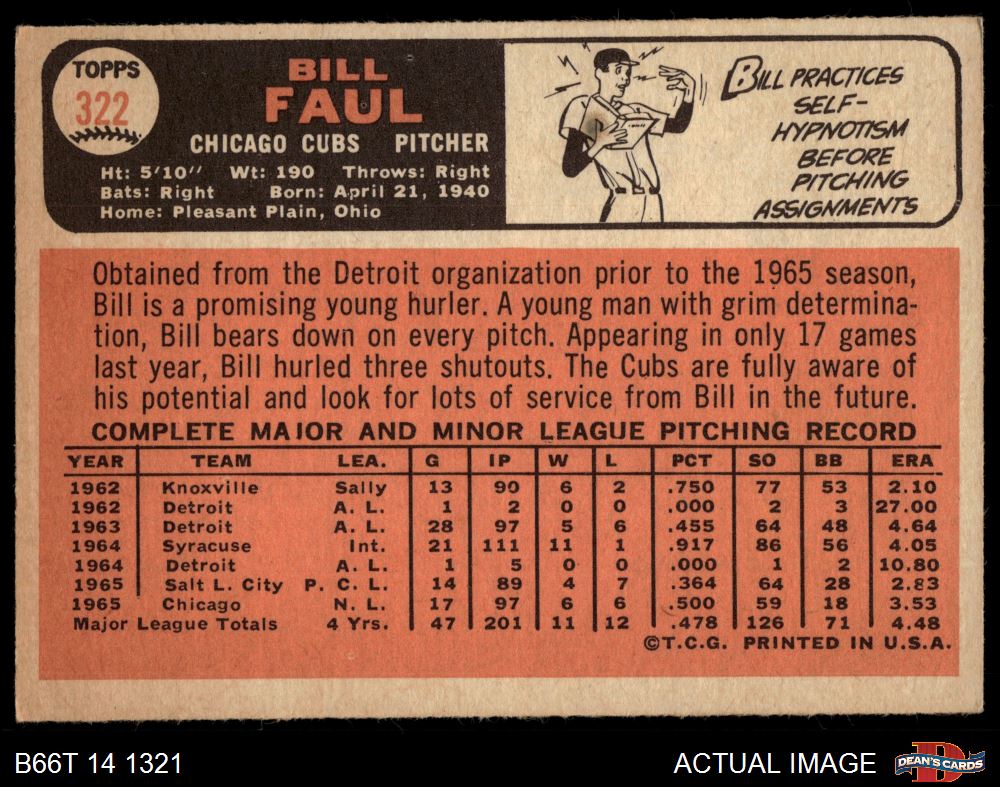 TOPPS
322
BILL
FAUL
CHICAGO CUBS PITCHER
Ht: 5'10" Wt: 190 Throws: Right
Bats: Right Born: April 21, 1940
Home: Pleasant Plain, Ohio
BILL PRACTICES
SELF-
HYPNOTISM
BEFORE
PITCHING
ASSIGNMENTS
Obtained from the Detroit organization prior to the 1965 season,
Bill is a promising young hurler. A young man with grim determina-
tion, Bill bears down on every pitch. Appearing in only 17 games
last year, Bill hurled three shutouts. The Cubs are fully aware of
his potential and look for lots of service from Bill in the future.
COMPLETE MAJOR AND MINOR LEAGUE PITCHING RECORD
YEAR TEAM LEA. G IP W L PCT SO BB ERA
1962 Knoxville Sally 13 90 6 2 .750 77 53 2.10
1962 Detroit A. L. 1 2 0 0 .000 2 3 27.00
1963 Detroit A. L. 28 97 5 6 .455 64 48 4.64
1964 Syracuse Int. 21 111 11 1 .917 86 56 4.05
1964 Detroit A. L. 1 5 0 0 .000 1 2 10.80
1965 Salt L. City P. C. L. 14 89 4 7 .364 64 28 2.83
1965 Chicago N. L. 17 97 6 6 .500 59 18 3.53
Major League Totals 4 Yrs. 47 201 11 12 .478 126 71 4.48
©T.C.G. PRINTED IN U.S.A.
B66T 14 1321
ACTUAL IMAGE
DEAN'S CARDS